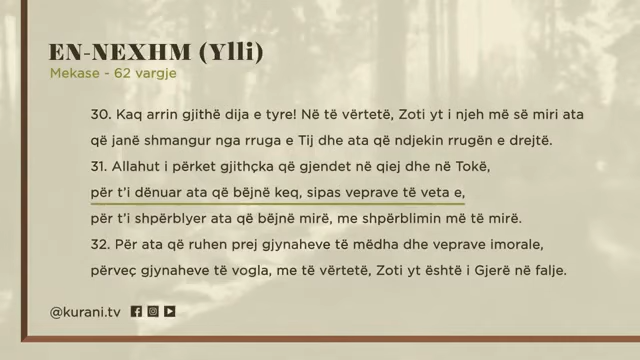 EN-NEXHM (Ylli)
Mekase - 62 vargje
30. Kaq arrin gjithë dija e tyre! Në të vërtetë, Zoti yt i njeh më së miri ata
që janë shmangur nga rruga e Tij dhe ata që ndjekin rrugën e drejtë.
31. Allahut i përket gjithçka që gjendet në qiej dhe në Tokë,
për t'i dënuar ata që bëjnë keq, sipas veprave të veta e,
për t'i shpërblyer ata që bëjnë mirë, me shpërblimin më të mirë.
32. Për ata që ruhen prej gjynaheve të mëdha dhe veprave imorale,
përveç gjynaheve të vogla, me të vërtetë, Zoti yt është i Gjerë në falje.
@kurani.tv